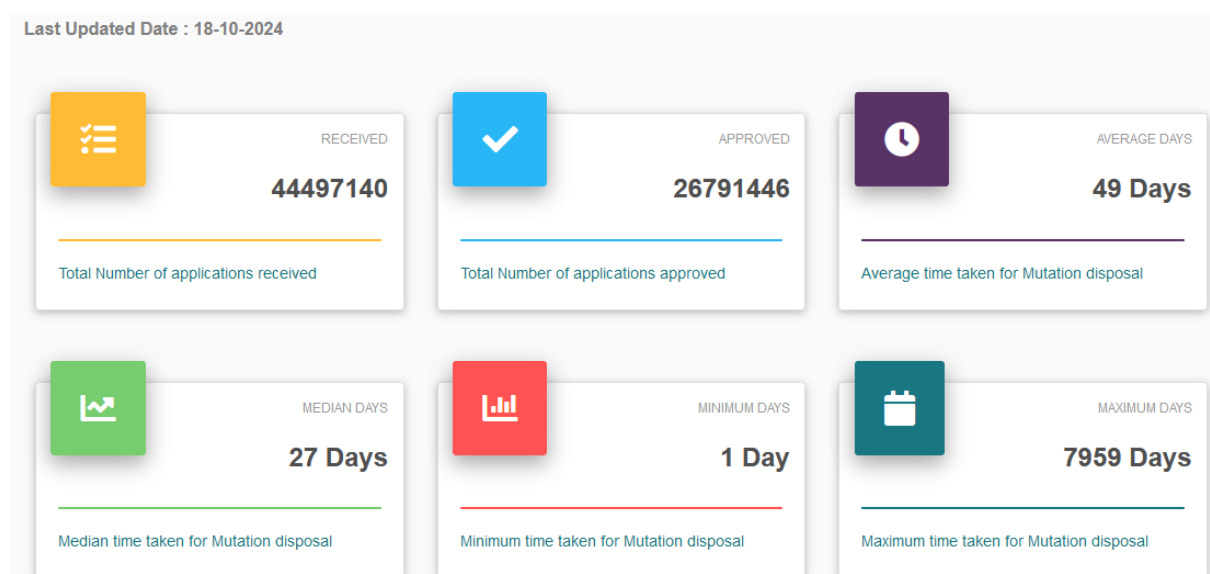 Last Updated Date : 18-10-2024
RECEIVED
44497140
Total Number of applications received
APPROVED
26791446
Total Number of applications approved
AVERAGE DAYS
49 Days
Average time taken for Mutation disposal
MEDIAN DAYS
27 Days
Median time taken for Mutation disposal
MINIMUM DAYS
1 Day
Minimum time taken for Mutation disposal
MAXIMUM DAYS
7959 Days
Maximum time taken for Mutation disposal